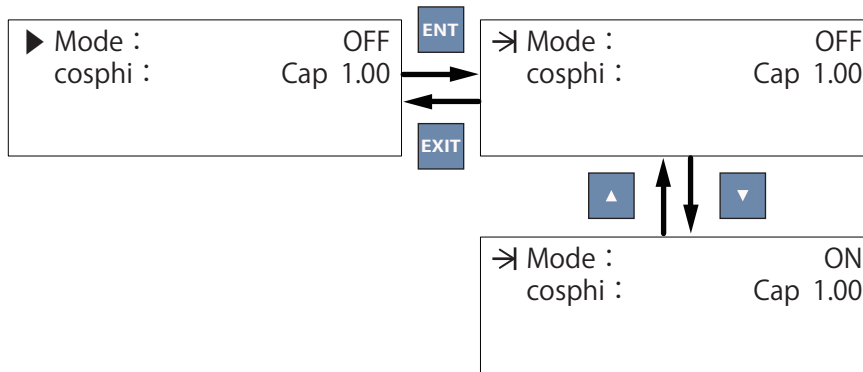 ▶ Mode： OFF
cosphi： Cap 1.00
ENT
EXIT
Mode： OFF
cosphi： Cap 1.00
▲ ▼
Mode： ON
cosphi： Cap 1.00